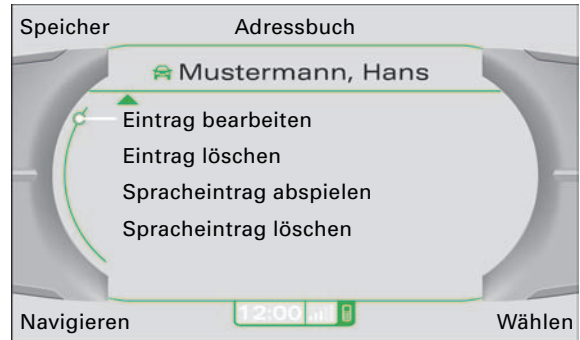 Speicher Adressbuch
Mustermann, Hans
Eintrag bearbeiten
Eintrag löschen
Spracheintrag abspielen
Spracheintrag löschen
Navigieren 12:00 Wählen